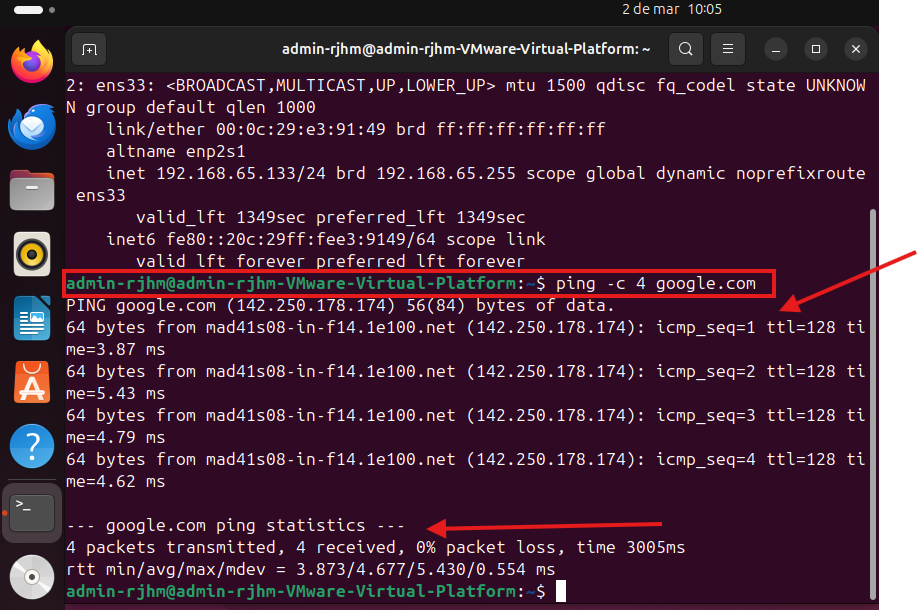 2 de mar 10:05
admin-rjhm@admin-rjhm-VMware-Virtual-Platform: ~
2: ens33: <BROADCAST,MULTICAST,UP,LOWER_UP> mtu 1500 qdisc fq_codel state UNKNOW
N group default qlen 1000
link/ether 00:0c:29:e3:91:49 brd ff:ff:ff:ff:ff:ff
altname enp2s1
inet 192.168.65.133/24 brd 192.168.65.255 scope global dynamic noprefixroute
ens33
valid_lft 1349sec preferred_lft 1349sec
inet6 fe80::20c:29ff:fee3:9149/64 scope link
valid_lft forever preferred_lft forever
admin-rjhm@admin-rjhm-VMware-Virtual-Platform:~$ ping -c 4 google.com
PING google.com (142.250.178.174) 56(84) bytes of data.
64 bytes from mad41s08-in-f14.1e100.net (142.250.178.174): icmp_seq=1 ttl=128 ti
me=3.87 ms
64 bytes from mad41s08-in-f14.1e100.net (142.250.178.174): icmp_seq=2 ttl=128 ti
me=5.43 ms
64 bytes from mad41s08-in-f14.1e100.net (142.250.178.174): icmp_seq=3 ttl=128 ti
me=4.79 ms
64 bytes from mad41s08-in-f14.1e100.net (142.250.178.174): icmp_seq=4 ttl=128 ti
me=4.62 ms
--- google.com ping statistics ---
4 packets transmitted, 4 received, 0% packet loss, time 3005ms
rtt min/avg/max/mdev = 3.873/4.677/5.430/0.554 ms
admin-rjhm@admin-rjhm-VMware-Virtual-Platform:~$